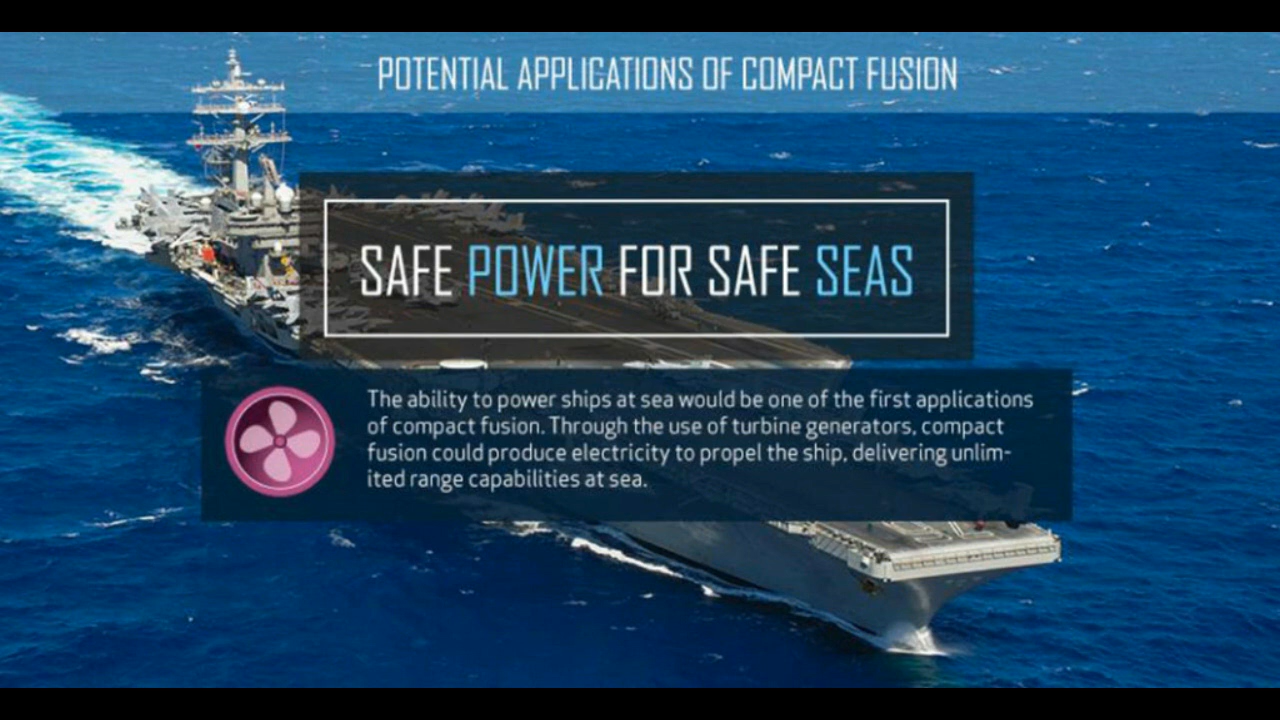 POTENTIAL APPLICATIONS OF COMPACT FUSION
SAFE POWER FOR SAFE SEAS
The ability to power ships at sea would be one of the first applications
of compact fusion. Through the use of turbine generators, compact
fusion could produce electricity to propel the ship, delivering unlim-
ited range capabilities at sea.